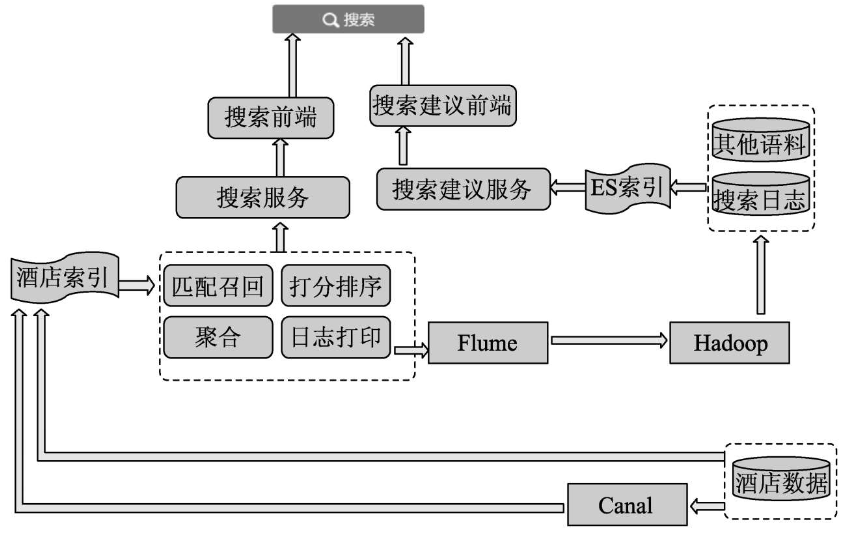 搜索
搜索前端
搜索建议前端
其他语料
搜索服务
搜索建议服务
ES索引
搜索日志
酒店索引
匹配召回
打分排序
聚合
日志打印
Flume
Hadoop
酒店数据
Canal